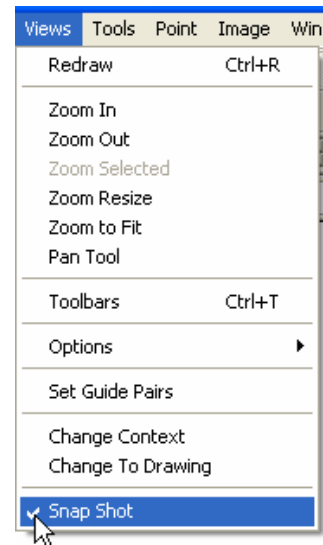 Views Tools Point Image Win
Redraw Ctrl+R
Zoom In
Zoom Out
Zoom Selected
Zoom Resize
Zoom to Fit
Pan Tool
Toolbars Ctrl+T
Options
Set Guide Pairs
Change Context
Change To Drawing
Snap Shot